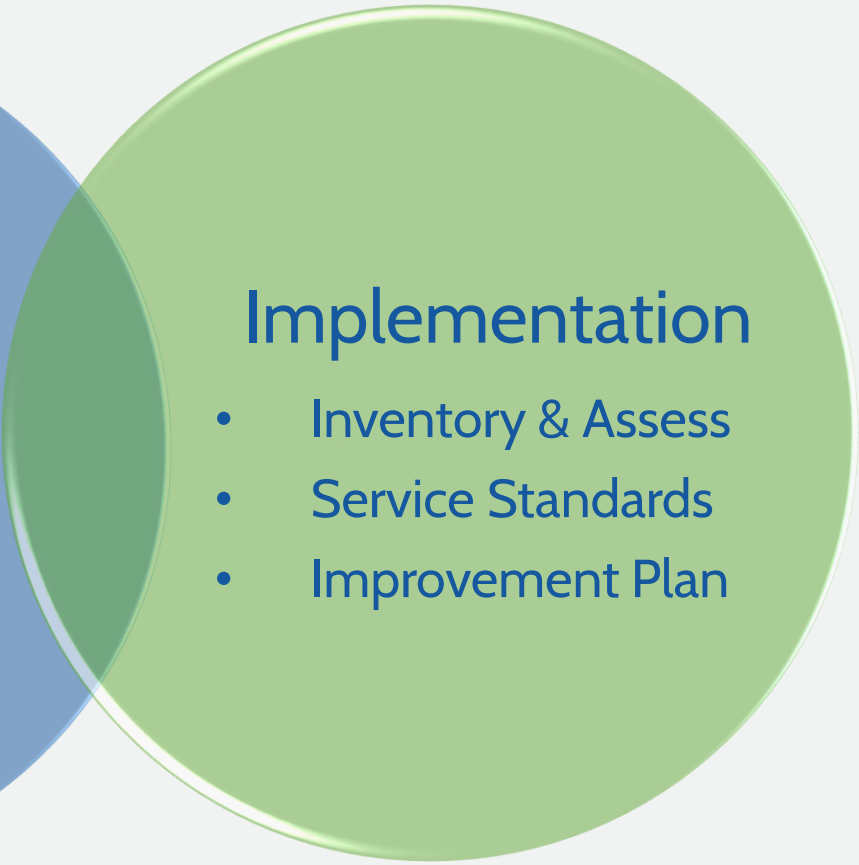 Implementation
• Inventory & Assess
• Service Standards
• Improvement Plan